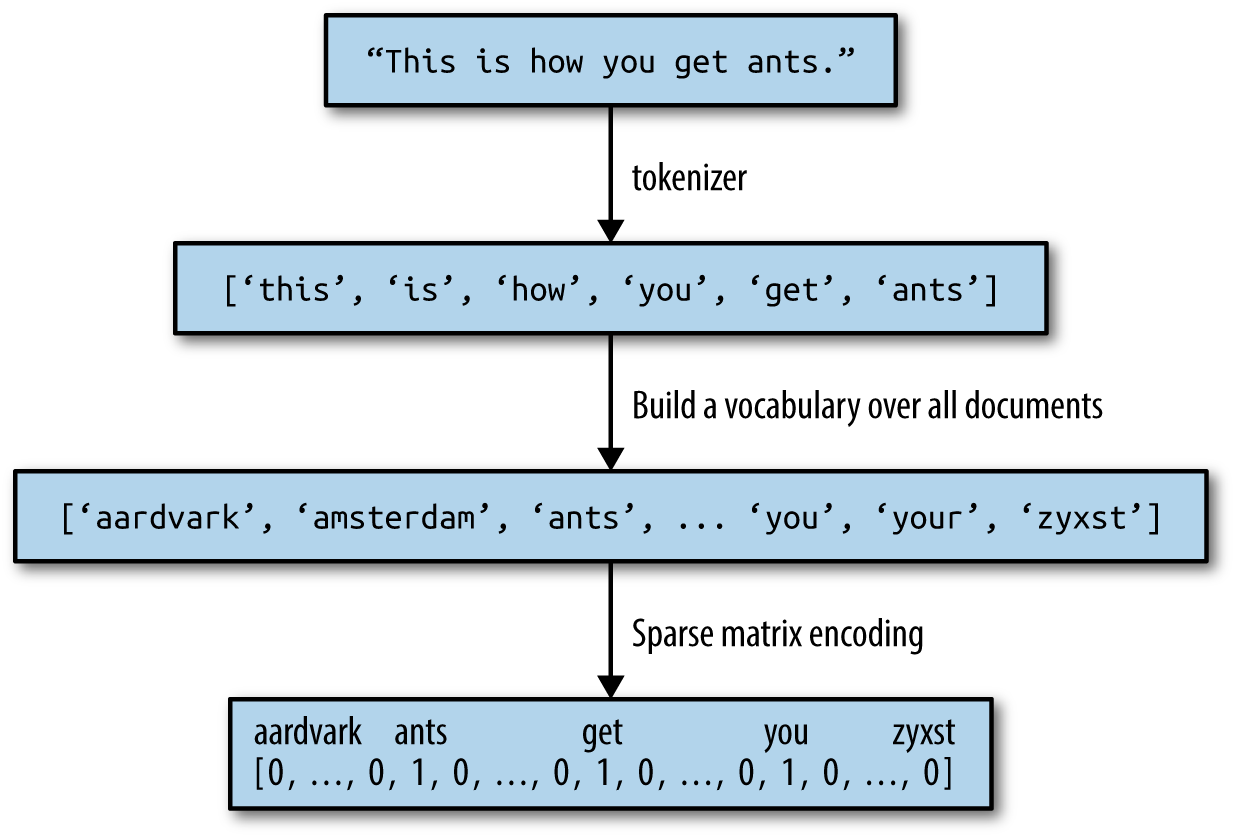 “This is how you get ants.”
tokenizer
[‘this’, ‘is’, ‘how’, ‘you’, ‘get’, ‘ants’]
Build a vocabulary over all documents
[‘aardvark’, ‘amsterdam’, ‘ants’, ... ‘you’, ‘your’, ‘zyxst’]
Sparse matrix encoding
aardvark ants get you zyxst
[0, …, 0, 1, 0, …, 0, 1, 0, …, 0, 1, 0, …, 0]